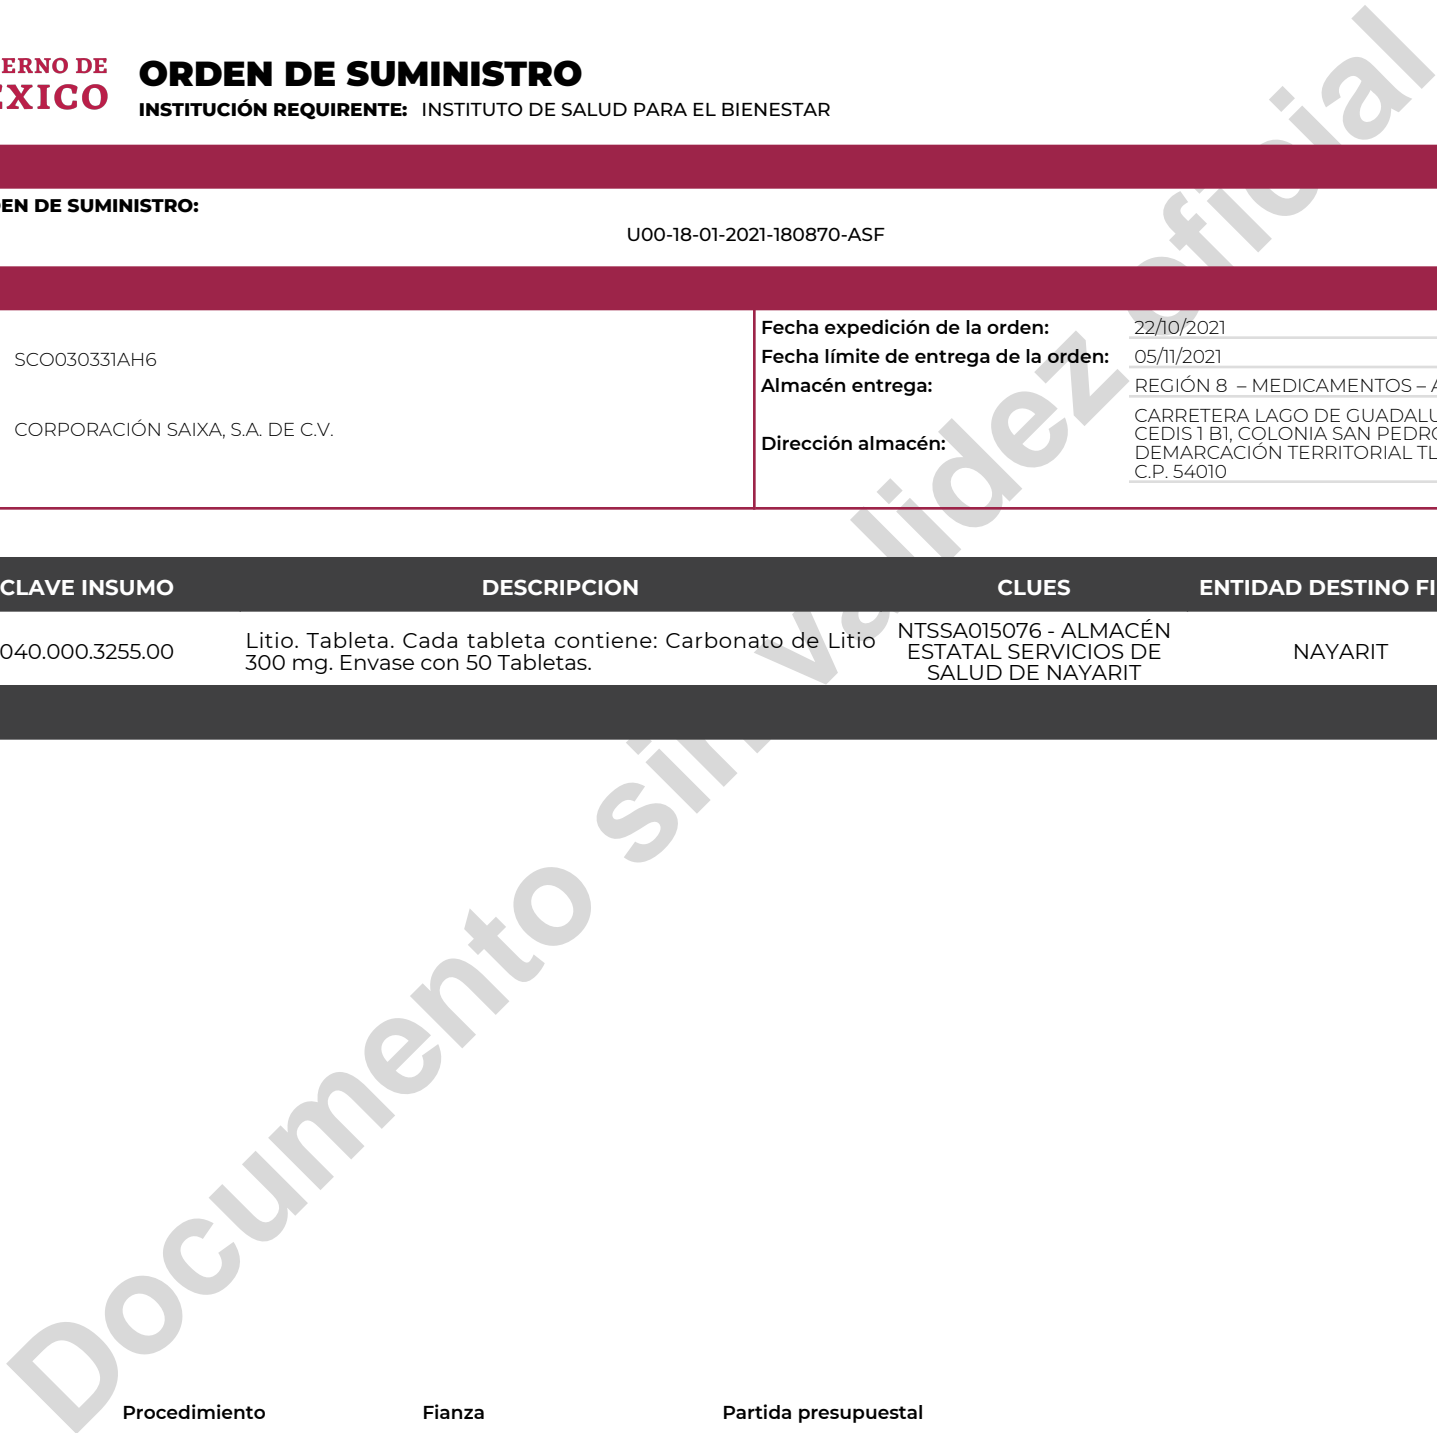 ERNO DE
ÉXICO
ORDEN DE SUMINISTRO
INSTITUCIÓN REQUIRENTE: INSTITUTO DE SALUD PARA EL BIENESTAR
EN DE SUMINISTRO:
U00-18-01-2021-180870-ASF
SCO030331AH6
CORPORACIÓN SAIXA, S.A. DE C.V.
Fecha expedición de la orden: 22/10/2021
Fecha límite de entrega de la orden: 05/11/2021
Almacén entrega: REGIÓN 8 – MEDICAMENTOS – A
Dirección almacén:
CARRETERA LAGO DE GUADALU
CEDIS 1 B1, COLONIA SAN PEDRO
DEMARCACIÓN TERRITORIAL TL
C.P. 54010
CLAVE INSUMO DESCRIPCION CLUES ENTIDAD DESTINO FI
040.000.3255.00
Litio. Tableta. Cada tableta contiene: Carbonato de Litio
300 mg. Envase con 50 Tabletas.
NTSSA015076 - ALMACÉN
ESTATAL SERVICIOS DE
SALUD DE NAYARIT
NAYARIT
Documento sin validez oficial
Procedimiento Fianza Partida presupuestal